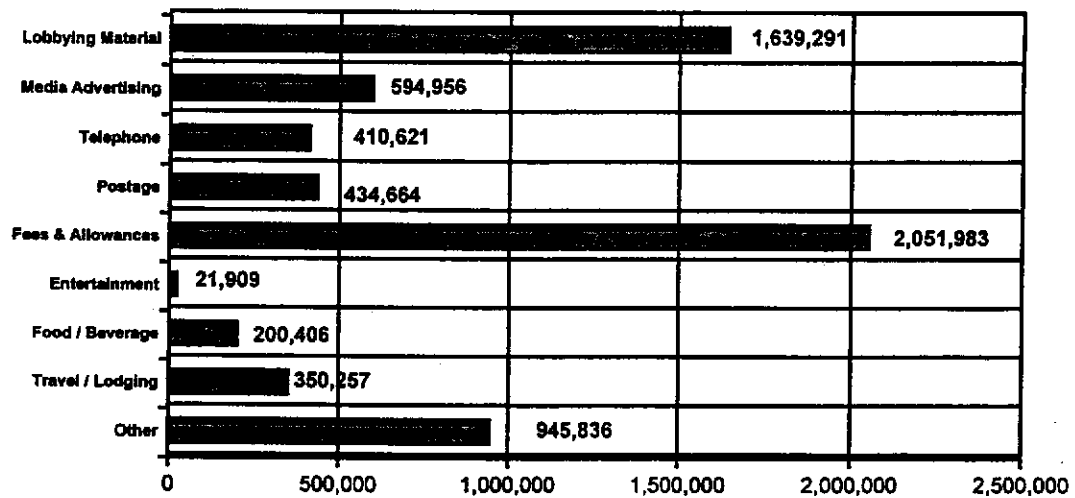 Lobbying Material 1,639,291
Media Advertising 594,956
Telephone 410,621
Postage 434,664
Fees & Allowances 2,051,983
Entertainment 21,909
Food / Beverage 200,406
Travel / Lodging 350,257
Other 945,836
0 500,000 1,000,000 1,500,000 2,000,000 2,500,000